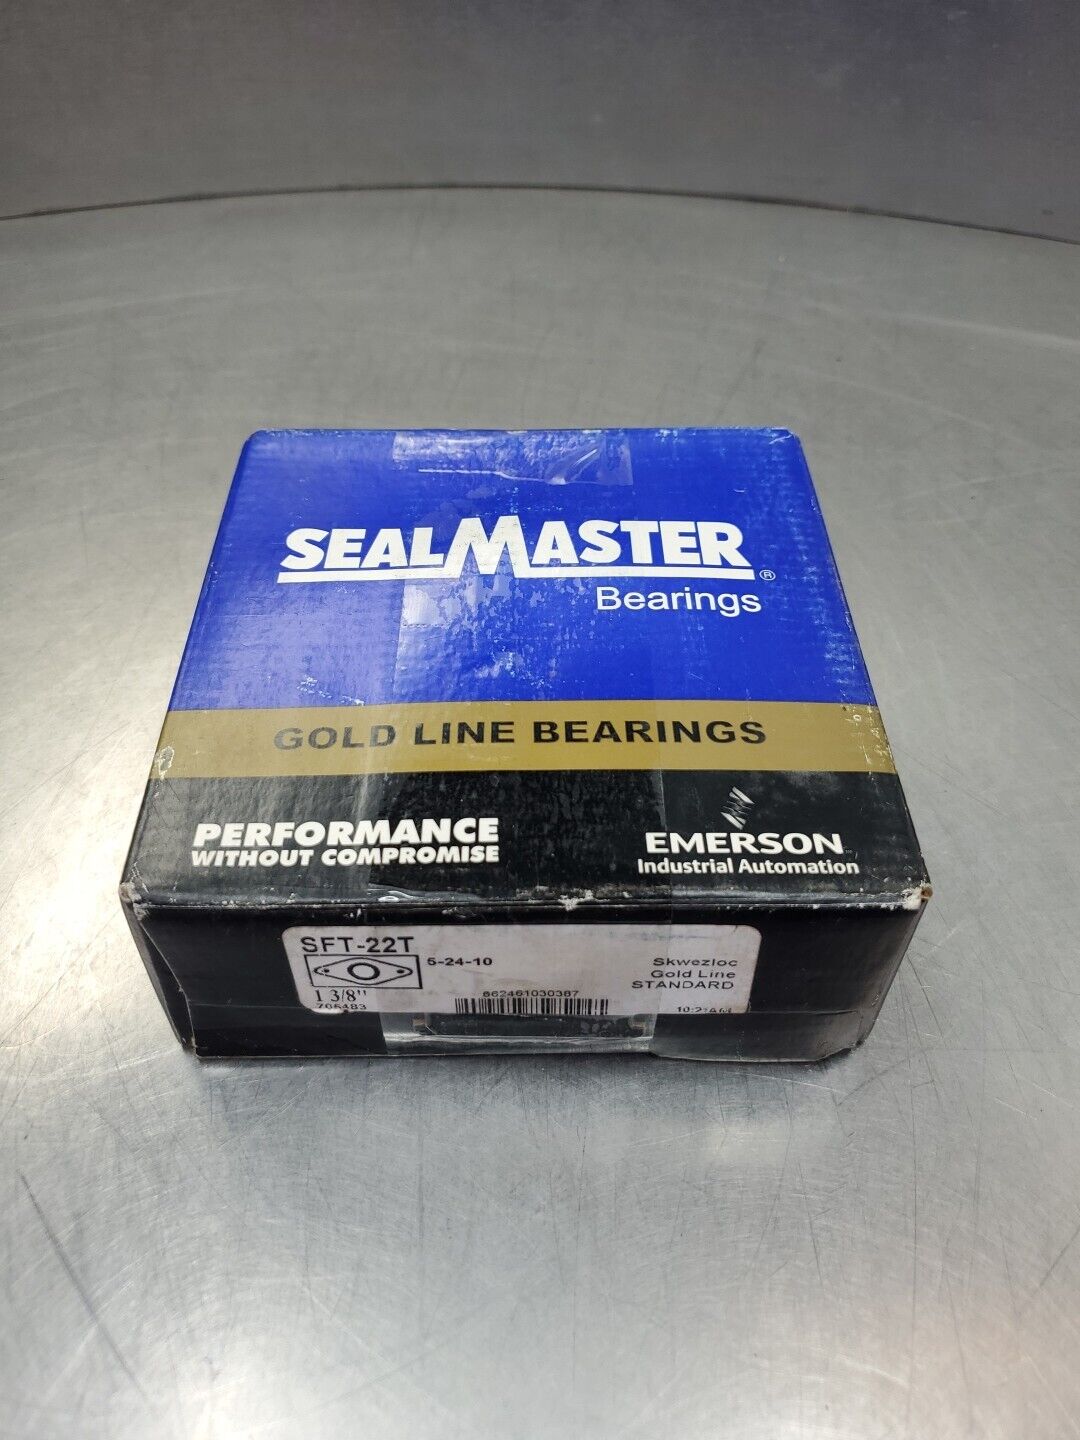 SEALMASTER®
Bearings
GOLD LINE BEARINGS
PERFORMANCE
WITHOUT COMPROMISE
EMERSON
Industrial Automation
SFT-22T
5-24-10
Skwezloc
Gold Line
STANDARD
1 3/8"
662461030387